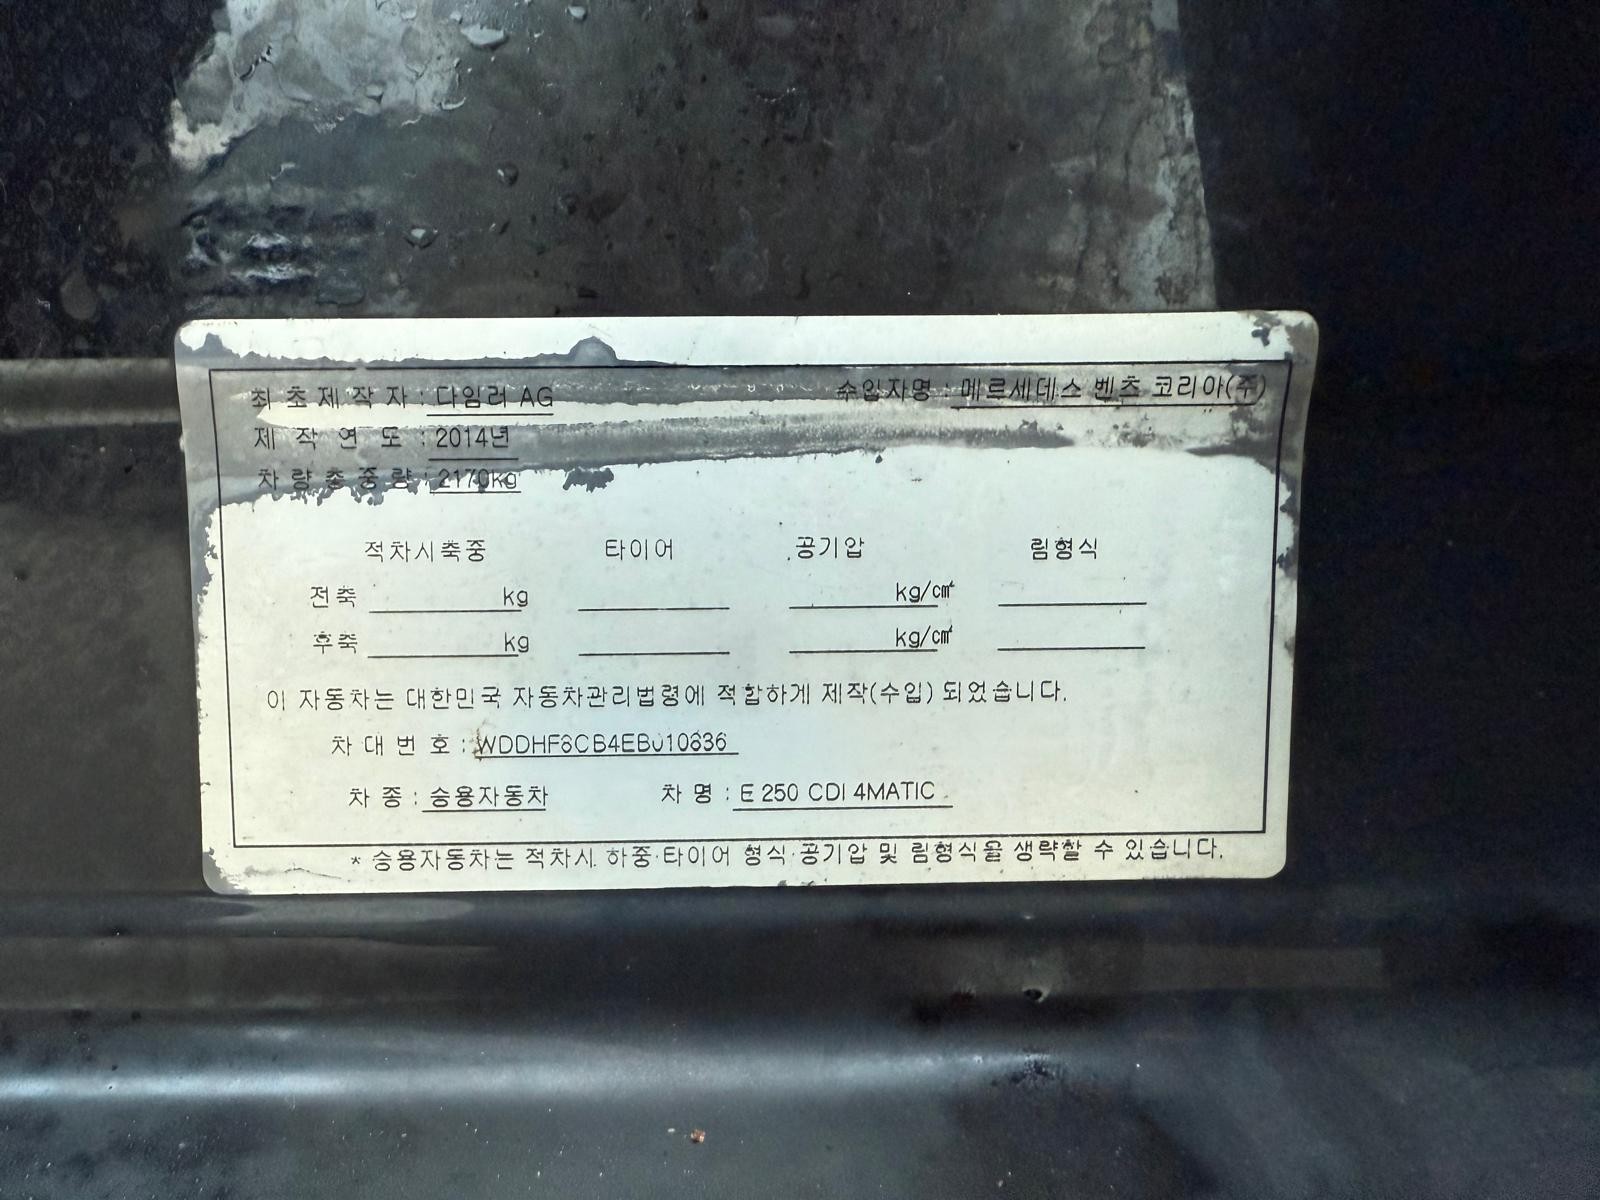 최초제작자 : 다임러 AG 수입자명 : 메르세데스 벤츠 코리아(주)
제작연도 : 2014년
차량총중량 : 2170kg
적차시축중 타이어 공기압 림형식
전축 kg kg/㎠
후축 kg kg/㎠
이 자동차는 대한민국 자동차관리법령에 적합하게 제작(수입) 되었습니다.
차대번호 : WDDHF8CB4EB010836
차종 : 승용자동차 차명 : E 250 CDI 4MATIC
* 승용자동차는 적차시 하중·타이어 형식·공기압 및 림형식을 생략할 수 있습니다.